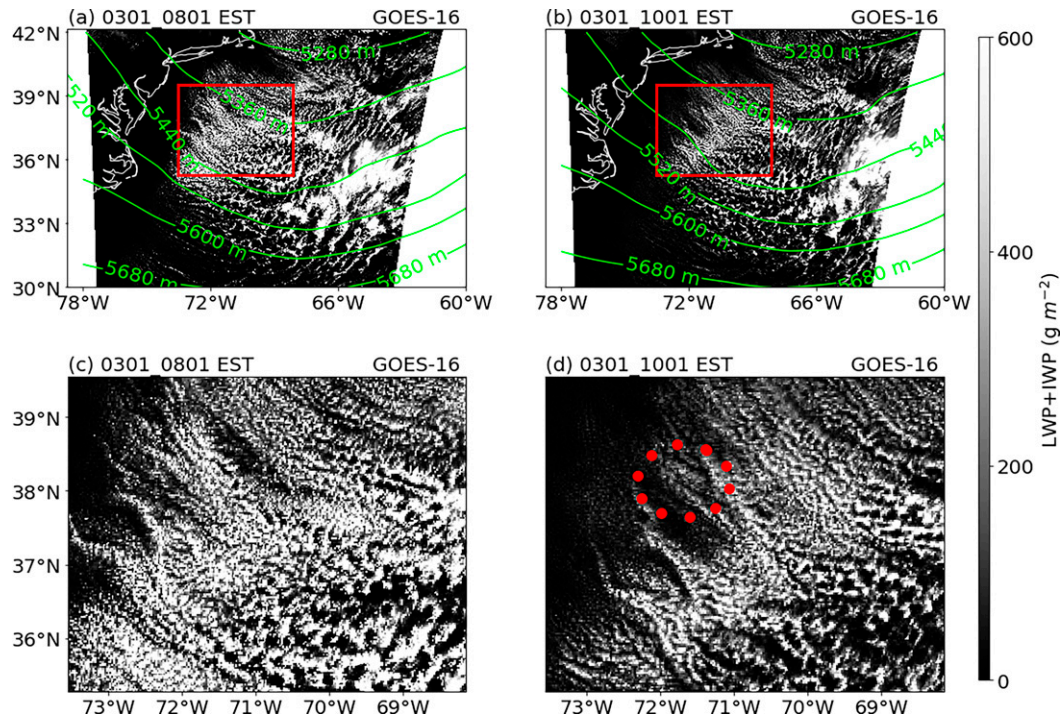 (a) 0301_0801 EST GOES-16
(b) 0301_1001 EST GOES-16
42°N
39°N
36°N
33°N
30°N
78°W 72°W 66°W 60°W
78°W 72°W 66°W 60°W
5280 m
5360 m
5440 m
520 m
5600 m
5680 m
5680 m
5280 m
5360 m
5440
5520 m
5520 m
5600 m
5680 m
(c) 0301_0801 EST GOES-16
(d) 0301_1001 EST GOES-16
39°N
38°N
37°N
36°N
73°W 72°W 71°W 70°W 69°W
73°W 72°W 71°W 70°W 69°W
600
400
200
0
LWP+IWP (g m⁻²)